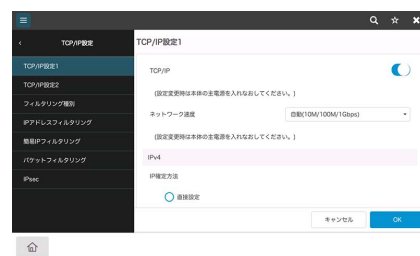 TCP/IP設定
TCP/IP設定1
TCP/IP設定2
フィルタリング種別
IPアドレスフィルタリング
簡易IPフィルタリング
パケットフィルタリング
IPsec
TCP/IP設定1
TCP/IP
(設定変更時は本体の主電源を入れなおしてください。)
ネットワーク速度
自動(10M/100M/1Gbps)
(設定変更時は本体の主電源を入れなおしてください。)
IPv4
IP確定方法
直接設定
キャンセル
OK